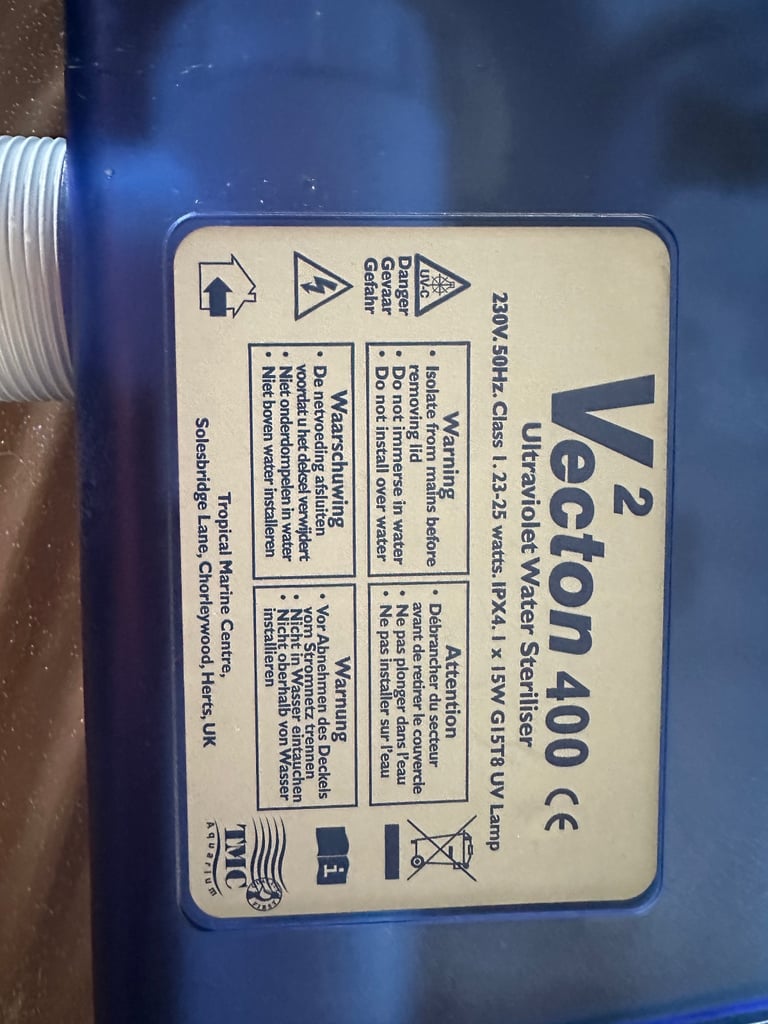 V²ecton 400 CE
Ultraviolet Water Steriliser
230V. 50Hz. Class 1. 23-25 watts. IPX4. 1 x 15W G15T8 UV Lamp
UV-C
Danger
Gevaar
Gefahr
Warning
• Isolate from mains before
removing lid
• Do not immerse in water
• Do not install over water
Attention
• Débrancher du secteur
avant de retirer le couvercle
• Ne pas plonger dans l'eau
• Ne pas installer sur l'eau
Waarschuwing
• De netvoeding afsluiten
voordat u het deksel verwijdert
• Niet onderdompelen in water
• Niet boven water installeren
Warnung
• Vor Abnehmen des Deckels
vom Stromnetz trennen
• Nicht in Wasser eintauchen
• Nicht oberhalb von Wasser
installieren
i
Tropical Marine Centre,
Solesbridge Lane, Chorleywood, Herts, UK
TMC
Aquarium